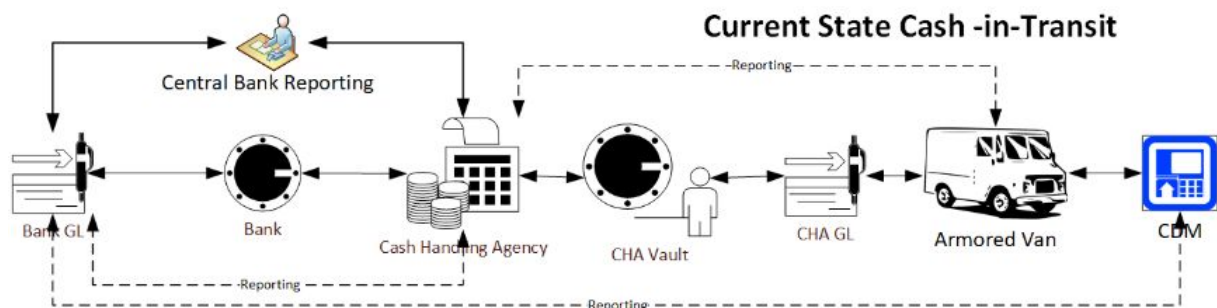 Current State Cash -in-Transit
Reporting
Central Bank Reporting
Bank GL
Bank
Cash Handling Agency
CHA Vault
CHA GL
Armored Van
CDM
Reporting
Reporting